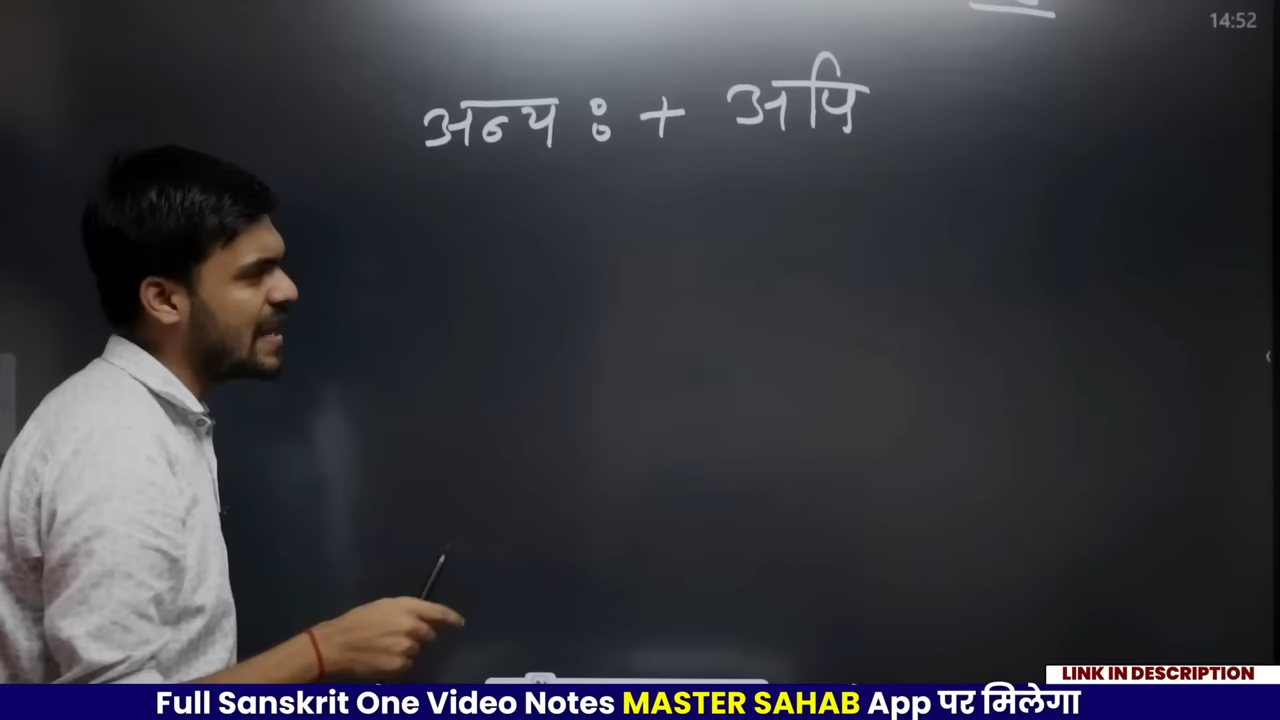 14:52
अन्य : + अपि
LINK IN DESCRIPTION
Full Sanskrit One Video Notes MASTER SAHAB App पर मिलेगा